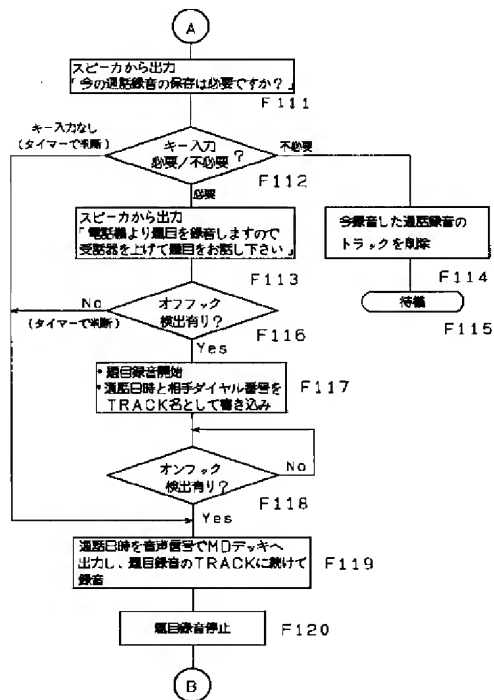 A
スピーカから出力
「今の通話録音の保存は必要ですか?」
F111
キー入力なし
(タイマーで判断)
キー入力
必要/不必要?
不必要
F112
必要
スピーカから出力
「電話機より題目を録音しますので
受話器を上げて題目をお話し下さい」
F113
今録音した通話録音の
トラックを削除
F114
待機
F115
No
(タイマーで判断)
オフフック
検出有り?
F116
Yes
・題目録音開始
・通話日時と相手ダイヤル番号を
TRACK名として書き込み
F117
オンフック
検出有り?
No
F118
Yes
通話日時を音声信号でMDデッキへ
出力し、題目録音のTRACKに続けて
録音
F119
題目録音停止
F120
B